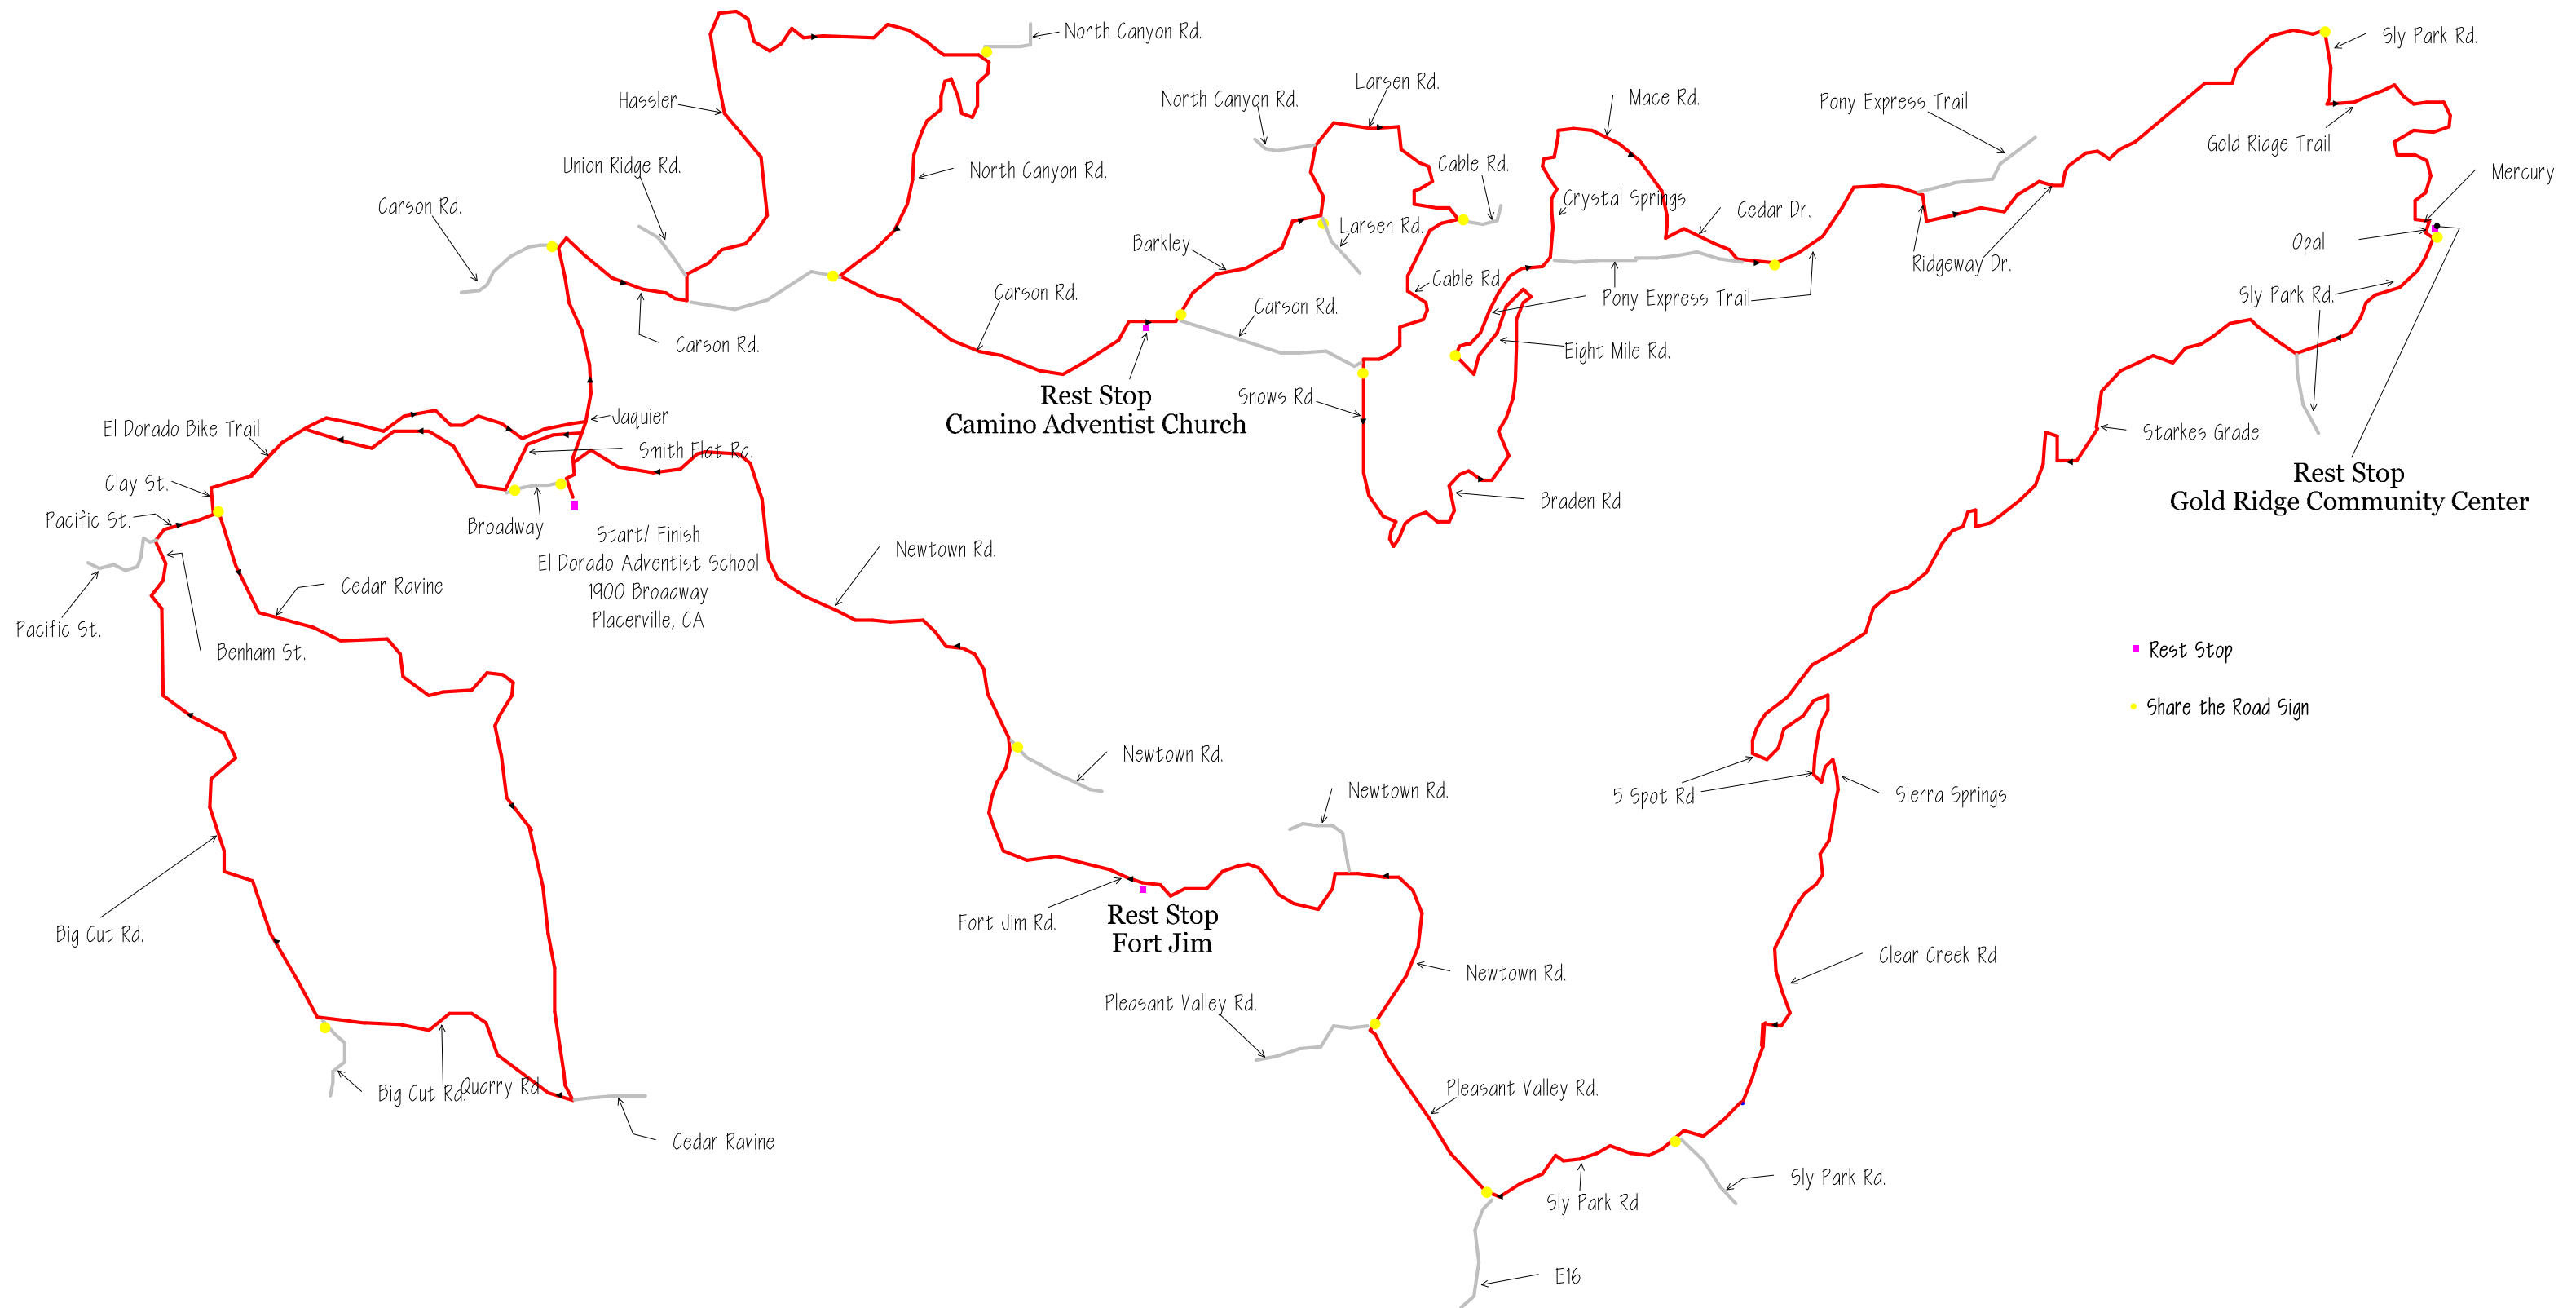 North Canyon Rd.
Sly Park Rd.
Larsen Rd.
Hassler
North Canyon Rd.
Mace Rd.
Pony Express Trail
Gold Ridge Trail
Union Ridge Rd.
North Canyon Rd.
Cable Rd.
Mercury
Carson Rd.
Crystal Springs
Cedar Dr.
Larsen Rd.
Barkley
Opal
Ridgeway Dr.
Cable Rd
Carson Rd.
Carson Rd.
Pony Express Trail
Sly Park Rd.
Carson Rd.
Eight Mile Rd.
Rest Stop
Camino Adventist Church
Snows Rd
Jaquier
El Dorado Bike Trail
Smith Flat Rd.
Starkes Grade
Clay St.
Rest Stop
Gold Ridge Community Center
Braden Rd
Pacific St.
Broadway
Start/ Finish
El Dorado Adventist School
1900 Broadway
Placerville, CA
Newtown Rd.
Cedar Ravine
Pacific St.
Benham St.
Rest Stop
Share the Road Sign
Newtown Rd.
Newtown Rd.
5 Spot Rd
Sierra Springs
Fort Jim Rd.
Rest Stop
Fort Jim
Big Cut Rd.
Clear Creek Rd
Newtown Rd.
Pleasant Valley Rd.
Big Cut Rd.
Quarry Rd
Pleasant Valley Rd.
Cedar Ravine
Sly Park Rd.
Sly Park Rd
E16